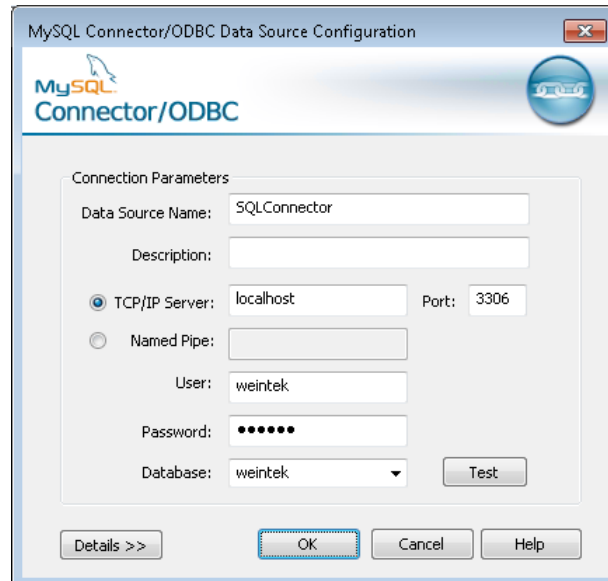 MySQL Connector/ODBC Data Source Configuration
MySQL
Connector/ODBC
Connection Parameters
Data Source Name: SQLConnector
Description:
TCP/IP Server: localhost Port: 3306
Named Pipe:
User: weintek
Password: ●●●●●●
Database: weintek Test
Details >> OK Cancel Help